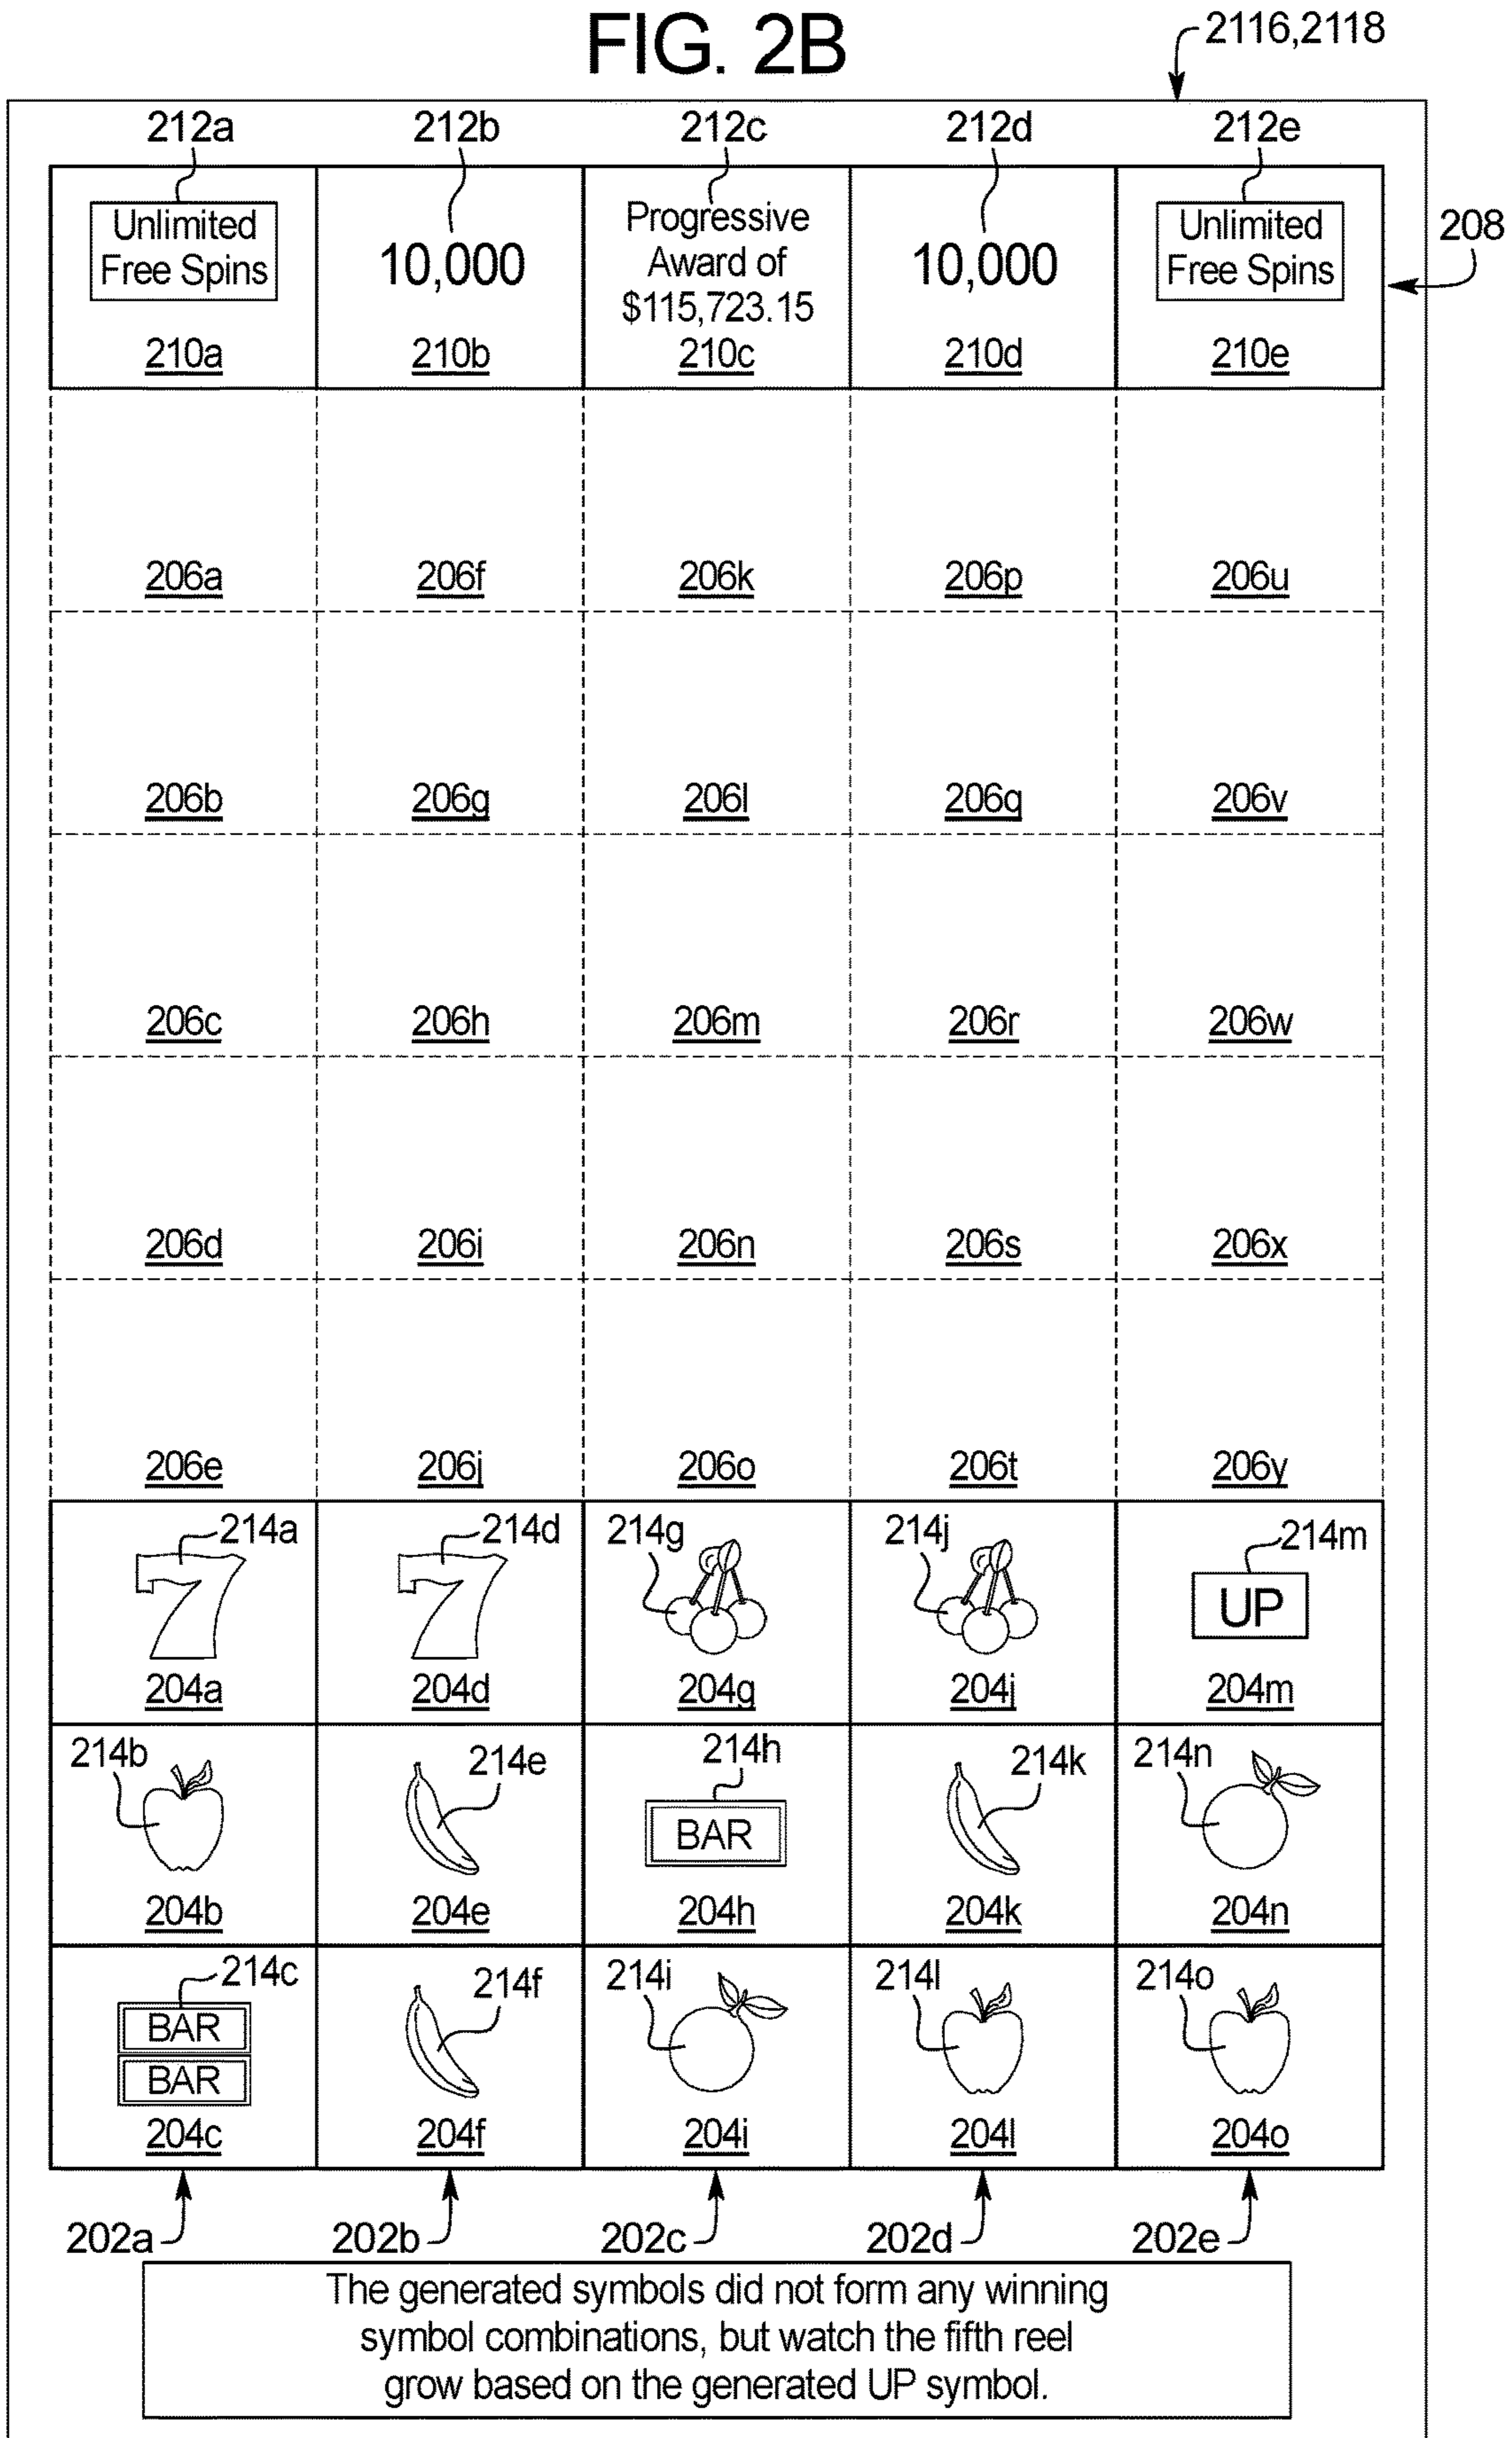 FIG. 2B
2116,2118
212a 212b 212c 212d 212e
Unlimited
Free Spins
210a
10,000
210b
Progressive
Award of
$115,723.15
210c
10,000
210d
Unlimited
Free Spins
210e
208
206a 206f 206k 206p 206u
206b 206g 206l 206q 206v
206c 206h 206m 206r 206w
206d 206i 206n 206s 206x
206e 206j 206o 206t 206y
214a 214d 214g 214j 214m
7 7 UP
204a 204d 204g 204j 204m
214b 214e 214h 214k 214n
BAR
204b 204e 204h 204k 204n
214c 214f 214i 214l 214o
BAR
BAR
204c 204f 204i 204l 204o
202a 202b 202c 202d 202e
The generated symbols did not form any winning
symbol combinations, but watch the fifth reel
grow based on the generated UP symbol.